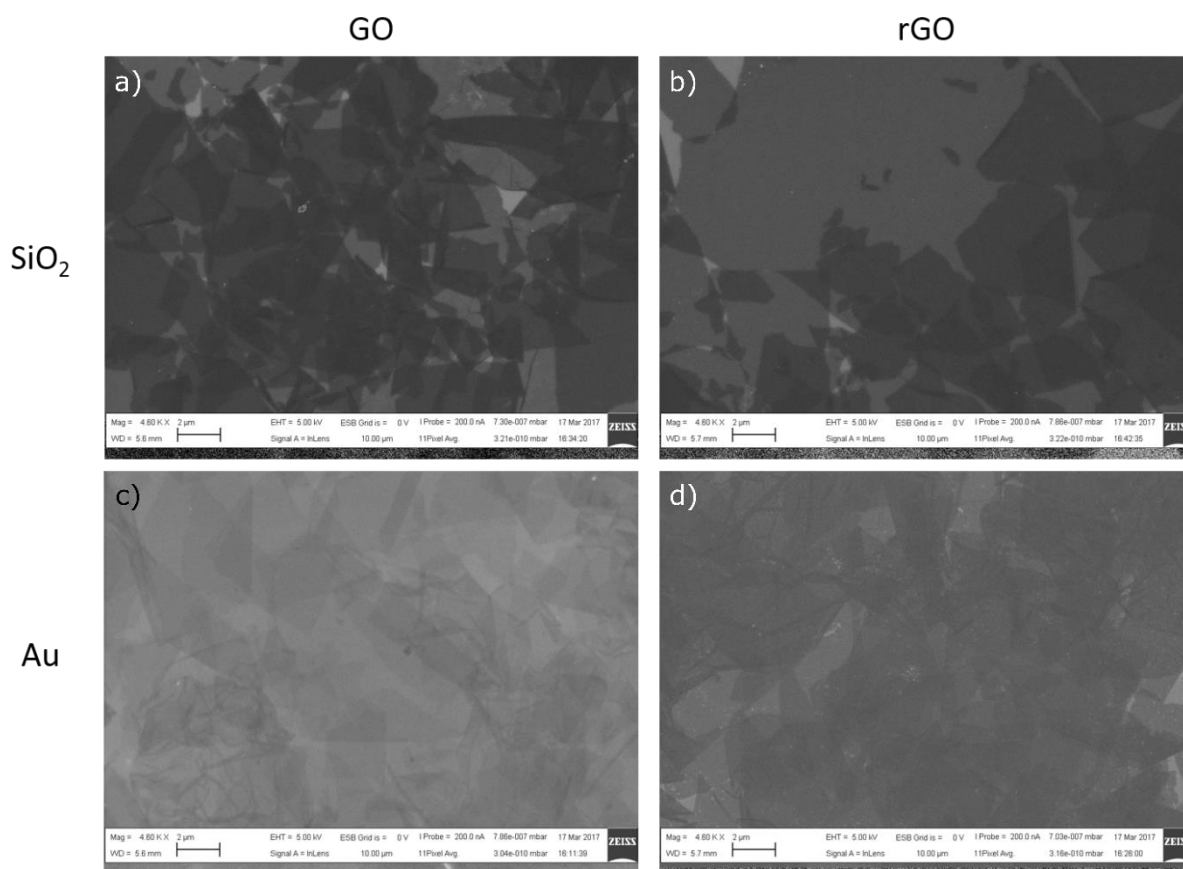 GO
rGO
SiO₂
Au
a)
Mag = 4.60 K X 2 µm EHT = 5.00 kV ESB Grid is = 0 V I Probe = 200.0 nA 7.30e-007 mbar 17 Mar 2017
WD = 5.6 mm Signal A = InLens 10.00 µm 11Pixel Avg. 3.21e-010 mbar 16:34:20
ZEISS
b)
Mag = 4.60 K X 2 µm EHT = 5.00 kV ESB Grid is = 0 V I Probe = 200.0 nA 7.86e-007 mbar 17 Mar 2017
WD = 5.7 mm Signal A = InLens 10.00 µm 11Pixel Avg. 3.22e-010 mbar 16:42:35
ZEISS
c)
Mag = 4.60 K X 2 µm EHT = 5.00 kV ESB Grid is = 0 V I Probe = 200.0 nA 7.86e-007 mbar 17 Mar 2017
WD = 5.6 mm Signal A = InLens 10.00 µm 11Pixel Avg. 3.04e-010 mbar 16:11:39
ZEISS
d)
Mag = 4.60 K X 2 µm EHT = 5.00 kV ESB Grid is = 0 V I Probe = 200.0 nA 7.03e-007 mbar 17 Mar 2017
WD = 5.7 mm Signal A = InLens 10.00 µm 11Pixel Avg. 3.16e-010 mbar 16:26:00
ZEISS